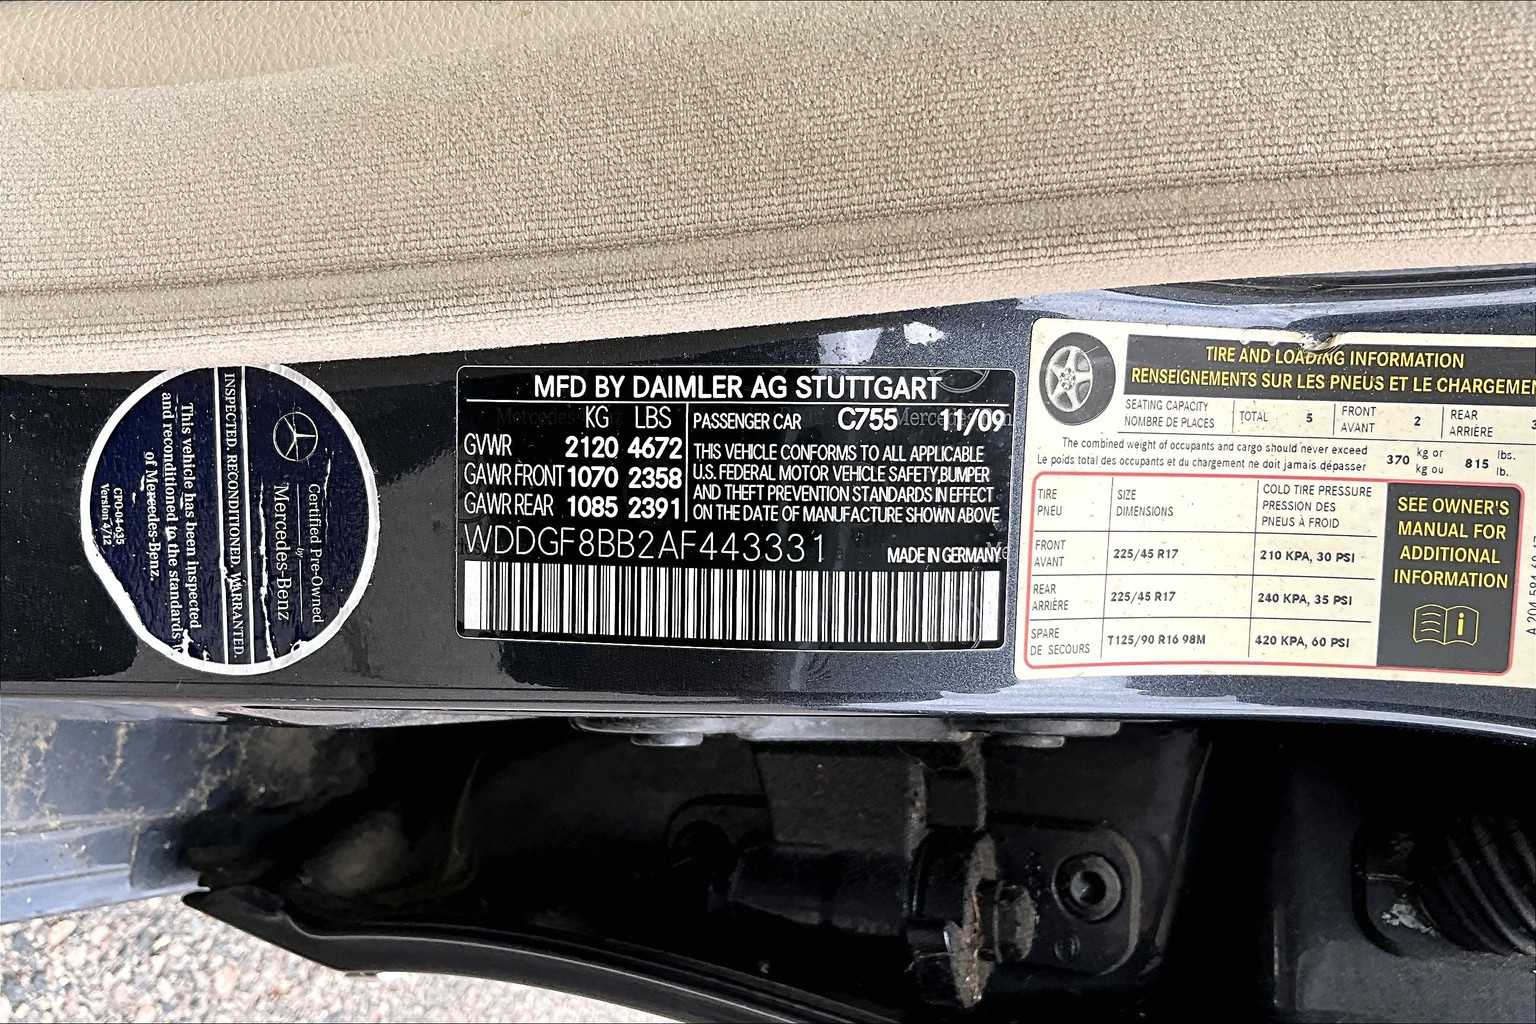 Certified Pre-Owned
by
Mercedes-Benz
INSPECTED. RECONDITIONED. WARRANTED.
This vehicle has been inspected
and reconditioned to the standards
of Mercedes-Benz.
CPO-04-635
Version 4/12
MFD BY DAIMLER AG STUTTGART
KG LBS
GVWR 2120 4672
GAWR FRONT 1070 2358
GAWR REAR 1085 2391
PASSENGER CAR C755 11/09
THIS VEHICLE CONFORMS TO ALL APPLICABLE
U.S. FEDERAL MOTOR VEHICLE SAFETY,BUMPER
AND THEFT PREVENTION STANDARDS IN EFFECT
ON THE DATE OF MANUFACTURE SHOWN ABOVE
WDDGF8BB2AF443331
MADE IN GERMANY
TIRE AND LOADING INFORMATION
RENSEIGNEMENTS SUR LES PNEUS ET LE CHARGEMEN
SEATING CAPACITY
NOMBRE DE PLACES
TOTAL 5
FRONT
AVANT
2
REAR
ARRIÈRE
3
The combined weight of occupants and cargo should never exceed
Le poids total des occupants et du chargement ne doit jamais dépasser
370 kg or
kg ou
815 lbs.
lb.
TIRE
PNEU
SIZE
DIMENSIONS
COLD TIRE PRESSURE
PRESSION DES
PNEUS À FROID
FRONT
AVANT
225/45 R17
210 KPA, 30 PSI
REAR
ARRIÈRE
225/45 R17
240 KPA, 35 PSI
SPARE
DE SECOURS
T125/90 R16 98M
420 KPA, 60 PSI
SEE OWNER'S
MANUAL FOR
ADDITIONAL
INFORMATION